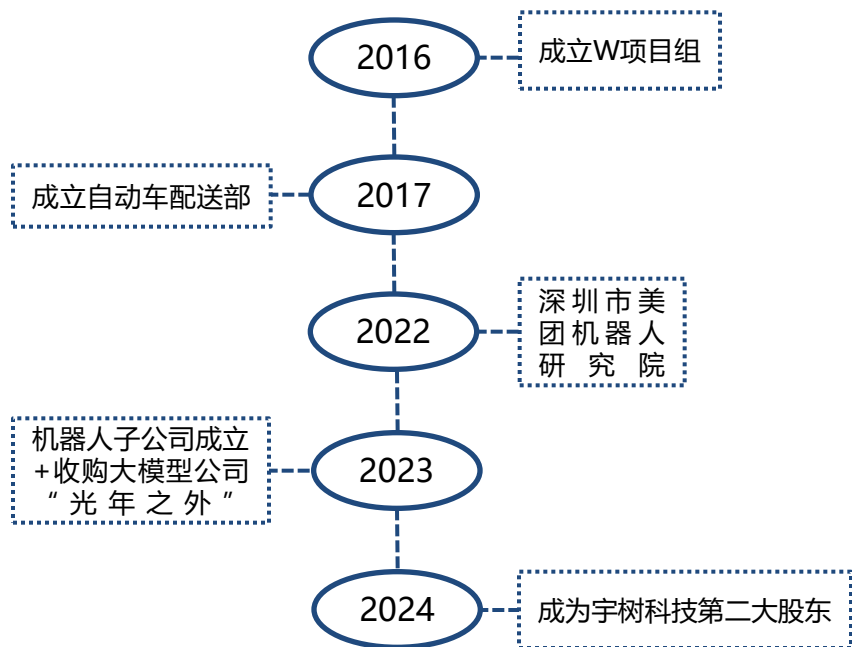 2016
成立W项目组
成立自动车配送部
2017
2022
深圳市美
团机器人
研究院
机器人子公司成立
+收购大模型公司
“光年之外”
2023
2024
成为宇树科技第二大股东